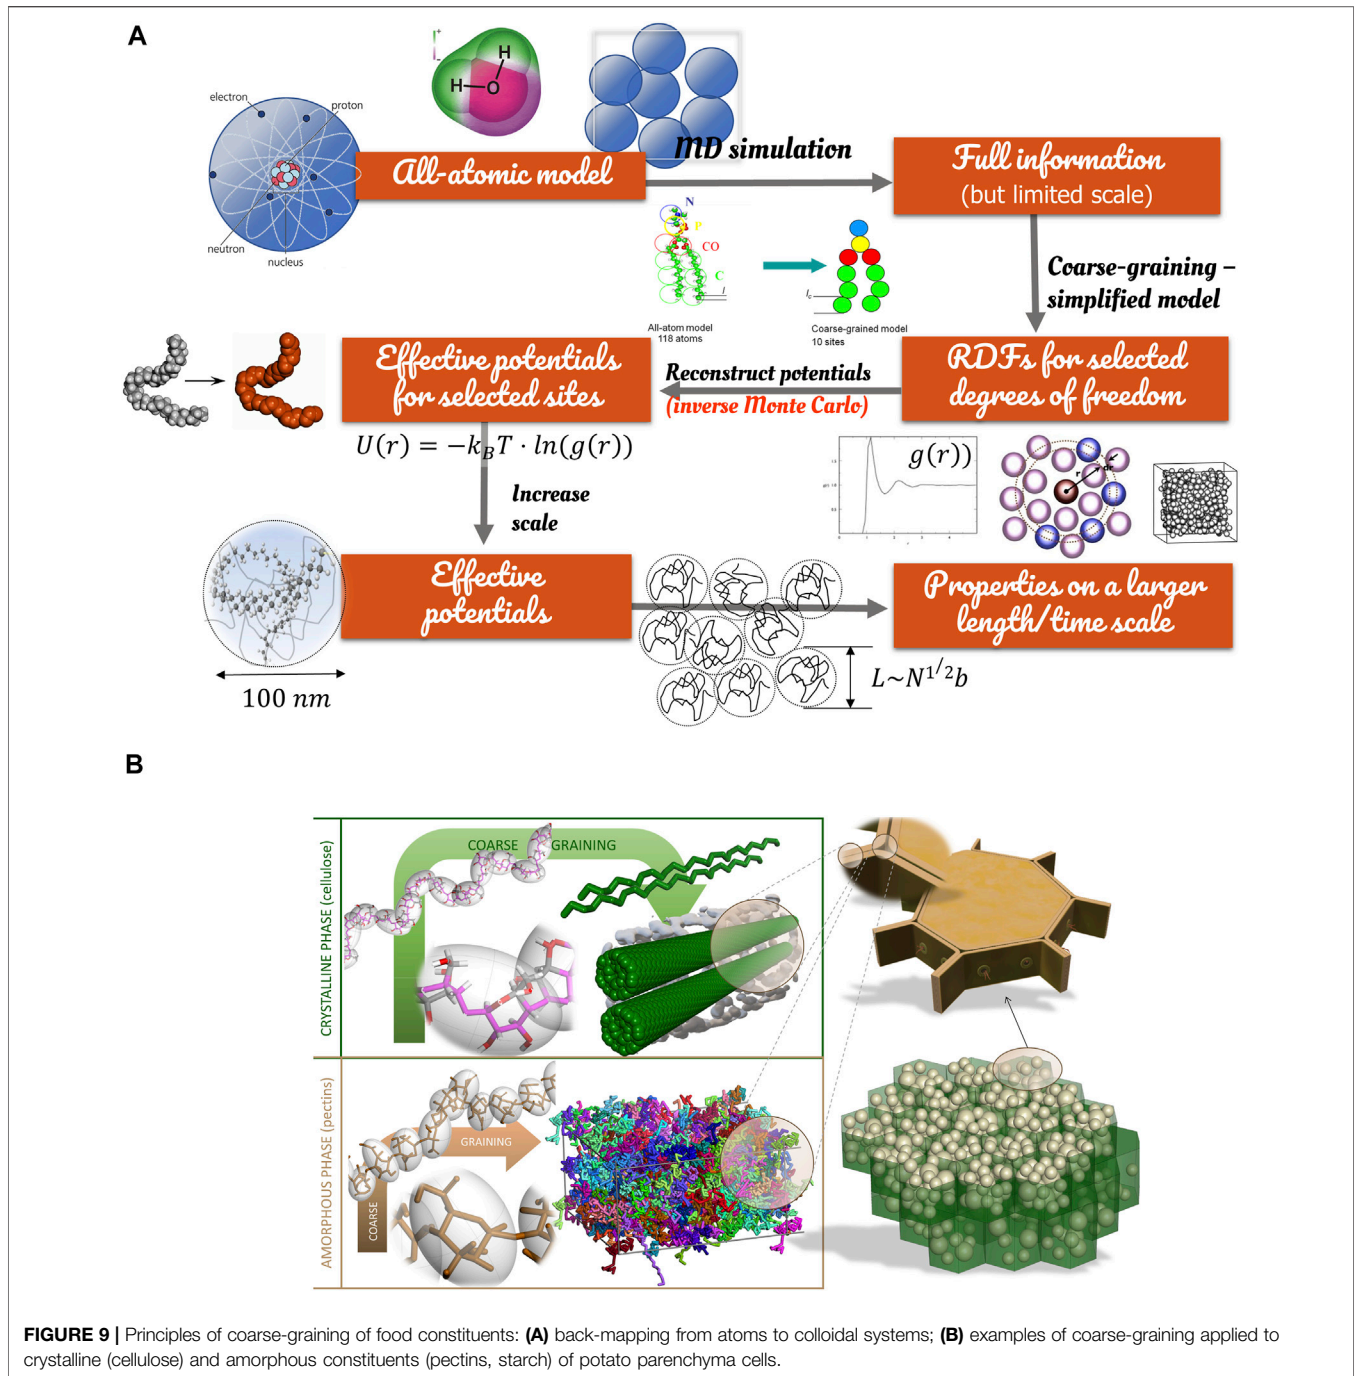 A
+
-
H
H
O
electron
proton
neutron
nucleus
All-atomic model
MD simulation
Full information
(but limited scale)
N
P
CO
C
l
All-atom model
118 atoms
l_c
Coarse-grained model
10 sites
Coarse-graining –
simplified model
Effective potentials
for selected sites
Reconstruct potentials
(inverse Monte Carlo)
RDFs for selected
degrees of freedom
U(r) = −k_BT · ln(g(r))
g(r))
r
dr
Increase
scale
Effective
potentials
Properties on a larger
length/time scale
100 nm
L~N^1/2 b
B
CRYSTALLINE PHASE (cellulose)
COARSE GRAINING
AMORPHOUS PHASE (pectins)
COARSE
GRAINING
FIGURE 9 | Principles of coarse-graining of food constituents: (A) back-mapping from atoms to colloidal systems; (B) examples of coarse-graining applied to
crystalline (cellulose) and amorphous constituents (pectins, starch) of potato parenchyma cells.